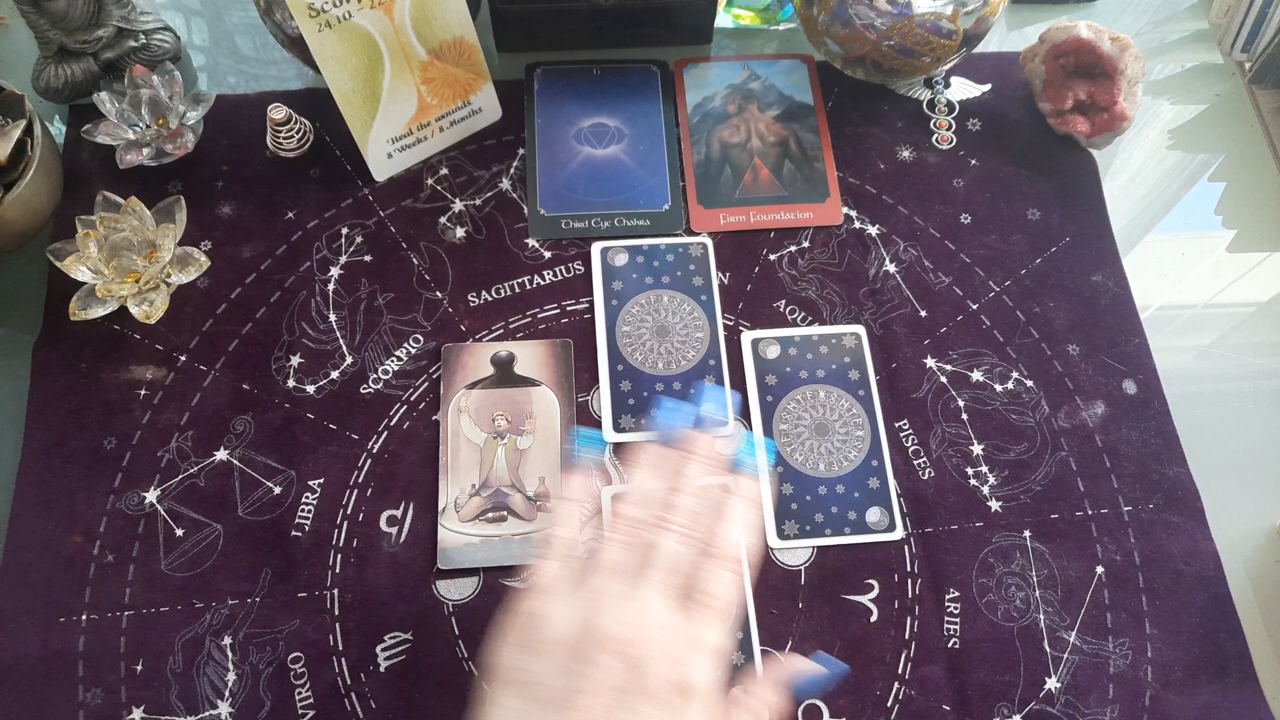 Scorp
24.10. - 22
Heal the wounds
8 Weeks / 8 Months
Third Eye Chakra
Firm Foundation
SAGITTARIUS
N
AQU
SCORPIO
PISCES
LIBRA
ARIES
VIRGO